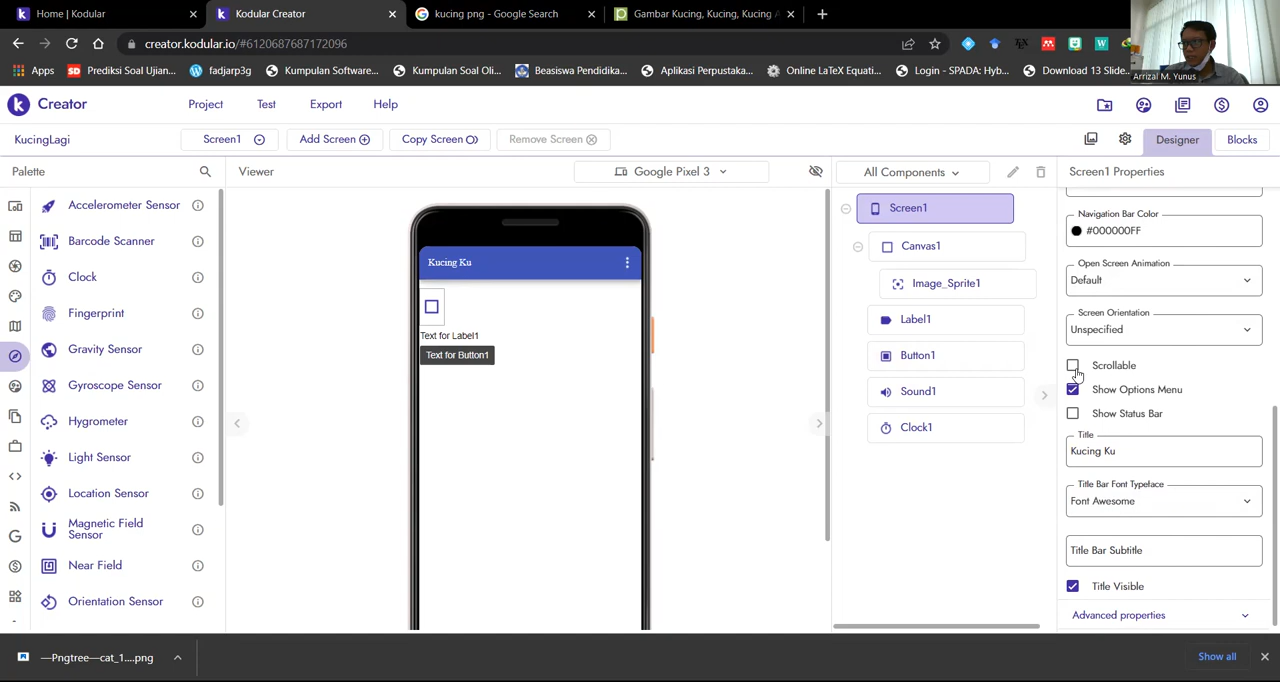 Home | Kodular
Kodular Creator
kucing png - Google Search
Gambar Kucing, Kucing, Kucing
creator.kodular.io/#6120687687172096
Apps
Prediksi Soal Ujian...
fadjarp3g
Kumpulan Software...
Kumpulan Soal Oli...
Beasiswa Pendidika...
Aplikasi Perpustaka...
Online LaTeX Equati...
Login - SPADA: Hyb...
Download 13 Slide...
Arrizal M. Yunus
Creator
Project
Test
Export
Help
KucingLagi
Screen1
Add Screen
Copy Screen
Remove Screen
Designer
Blocks
Palette
Viewer
Google Pixel 3
All Components
Screen1 Properties
Accelerometer Sensor
Barcode Scanner
Clock
Fingerprint
Gravity Sensor
Gyroscope Sensor
Hygrometer
Light Sensor
Location Sensor
Magnetic Field
Sensor
Near Field
Orientation Sensor
Kucing Ku
Text for Label1
Text for Button1
Screen1
Canvas1
Image_Sprite1
Label1
Button1
Sound1
Clock1
Navigation Bar Color
#000000FF
Open Screen Animation
Default
Screen Orientation
Unspecified
Scrollable
Show Options Menu
Show Status Bar
Title
Kucing Ku
Title Bar Font Typeface
Font Awesome
Title Bar Subtitle
Title Visible
Advanced properties
—Pngtree—cat_1....png
Show all